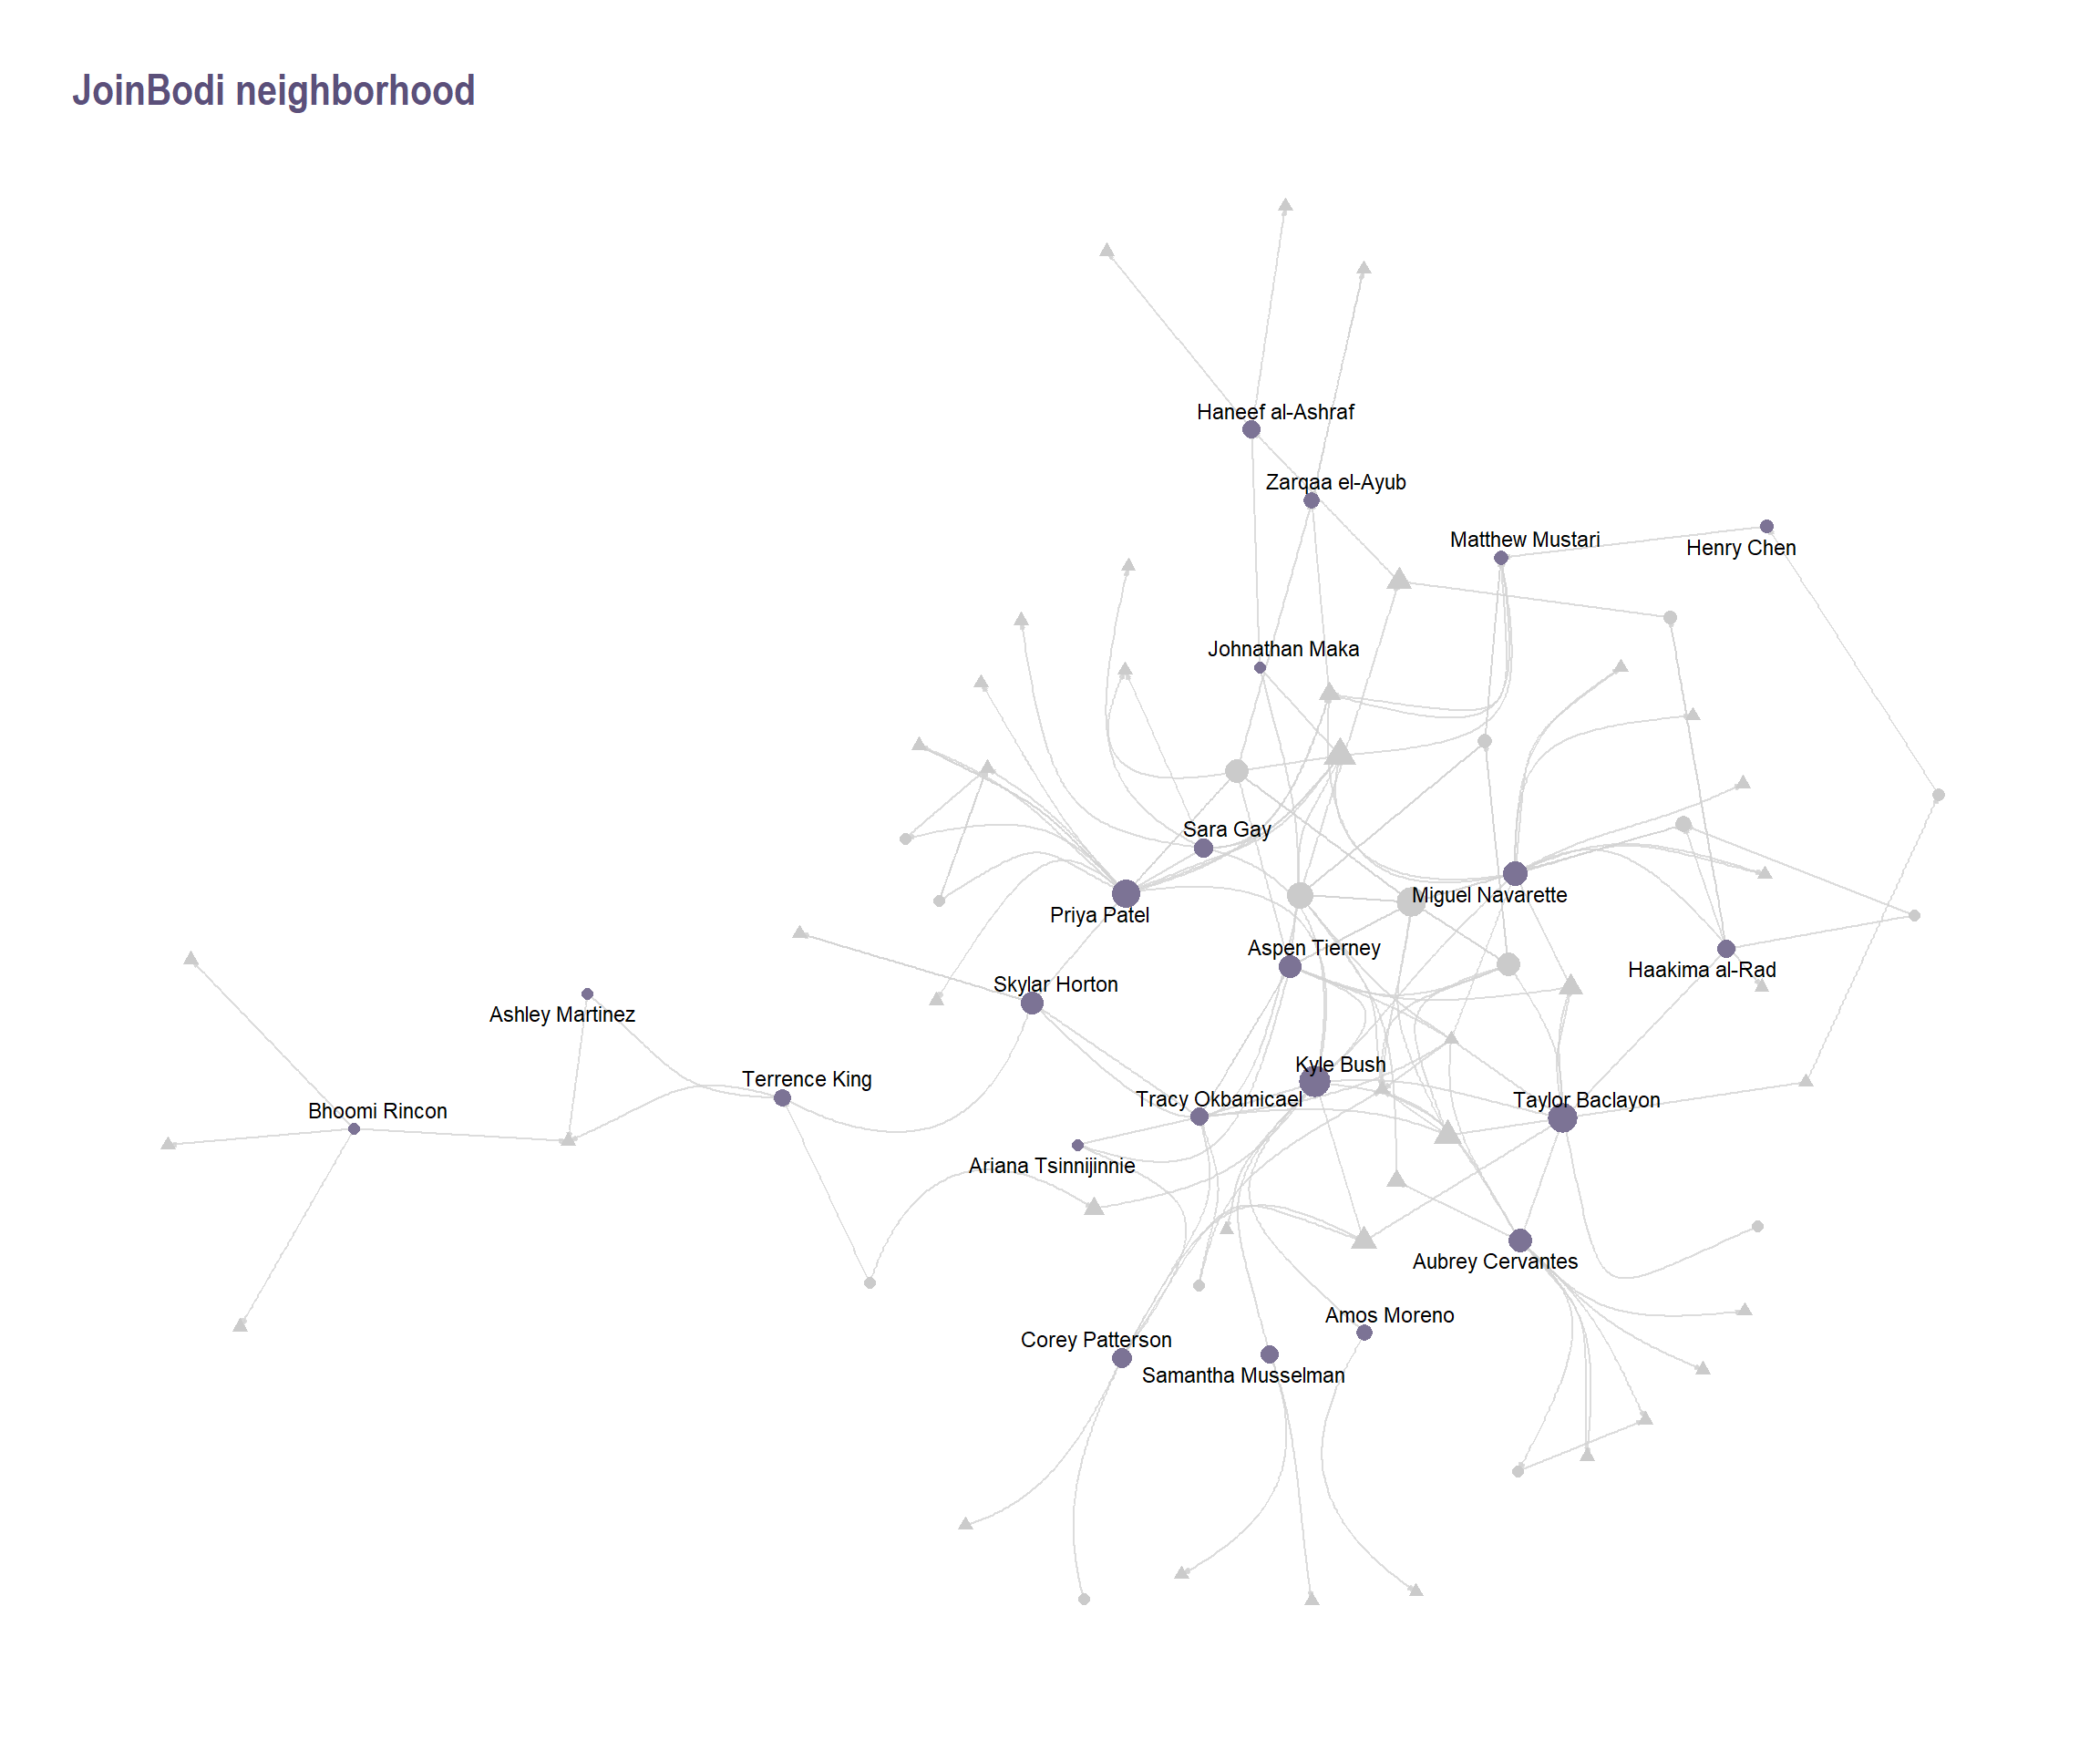 JoinBodi neighborhood
Haneef al-Ashraf
Zarqaa el-Ayub
Matthew Mustari
Henry Chen
Johnathan Maka
Sara Gay
Miguel Navarette
Priya Patel
Aspen Tierney
Haakima al-Rad
Skylar Horton
Ashley Martinez
Kyle Bush
Terrence King
Tracy Okbamicael
Taylor Baclayon
Bhoomi Rincon
Ariana Tsinnijinnie
Aubrey Cervantes
Amos Moreno
Corey Patterson
Samantha Musselman